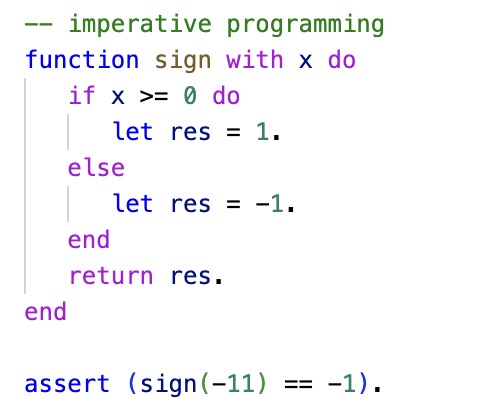 -- imperative programming
function sign with x do
if x >= 0 do
let res = 1.
else
let res = -1.
end
return res.
end
assert (sign(-11) == -1).